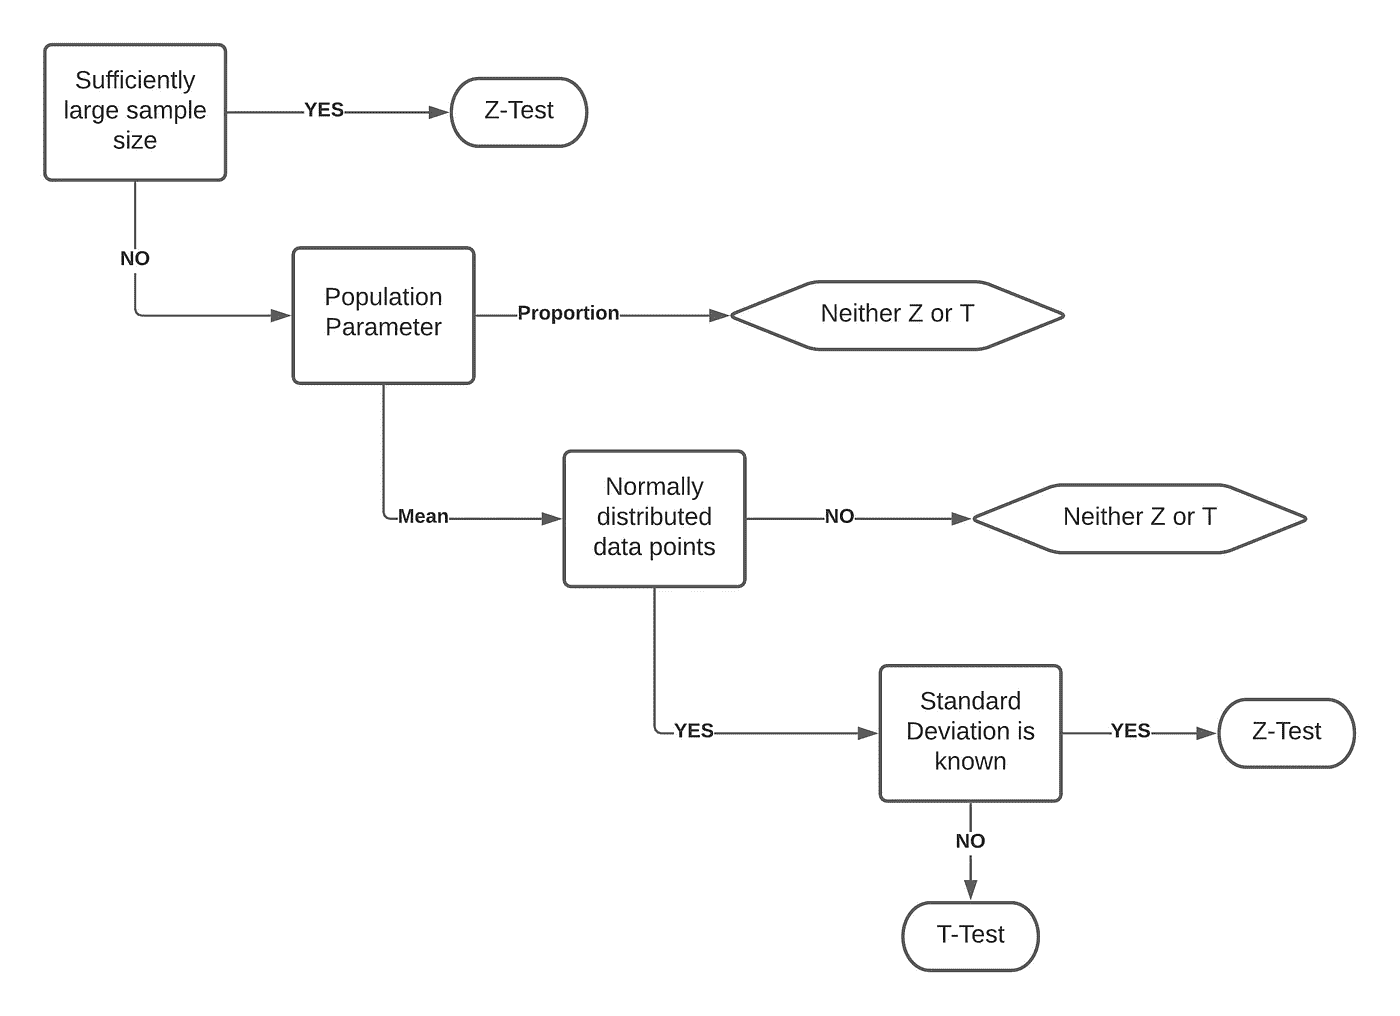 Sufficiently
large sample
size
YES
Z-Test
NO
Population
Parameter
Proportion
Neither Z or T
Mean
Normally
distributed
data points
NO
Neither Z or T
YES
Standard
Deviation is
known
YES
Z-Test
NO
T-Test